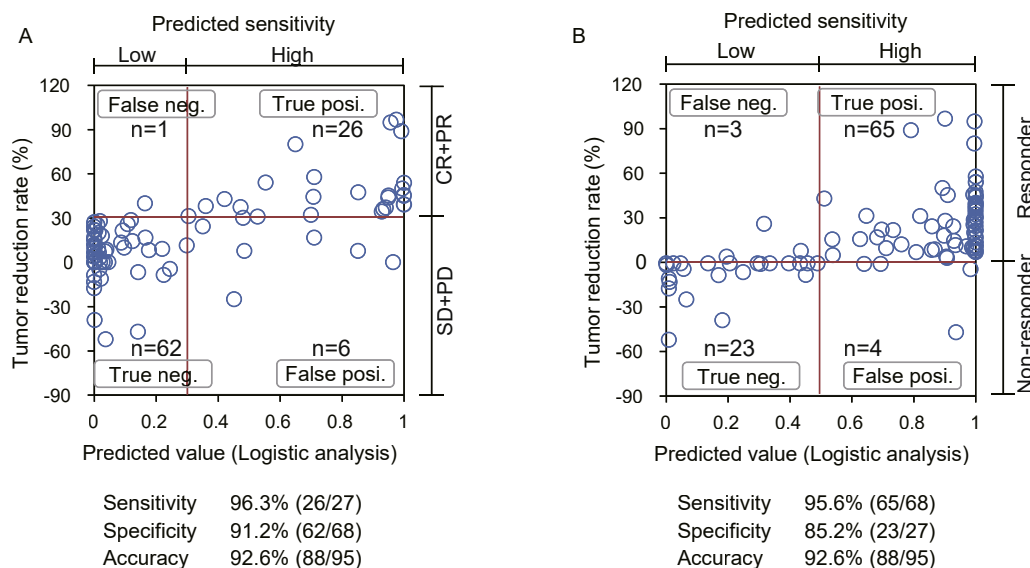 A
Predicted sensitivity
Low
High
120
90
60
30
0
-30
-60
-90
Tumor reduction rate (%)
False neg.
n=1
True posi.
n=26
n=62
True neg.
n=6
False posi.
CR+PR
SD+PD
0
0.2
0.4
0.6
0.8
1
Predicted value (Logistic analysis)
Sensitivity 96.3% (26/27)
Specificity 91.2% (62/68)
Accuracy 92.6% (88/95)
B
Predicted sensitivity
Low
High
120
90
60
30
0
-30
-60
-90
Tumor reduction rate (%)
False neg.
n=3
True posi.
n=65
n=23
True neg.
n=4
False posi.
Responder
Non-responder
0
0.2
0.4
0.6
0.8
1
Predicted value (Logistic analysis)
Sensitivity 95.6% (65/68)
Specificity 85.2% (23/27)
Accuracy 92.6% (88/95)